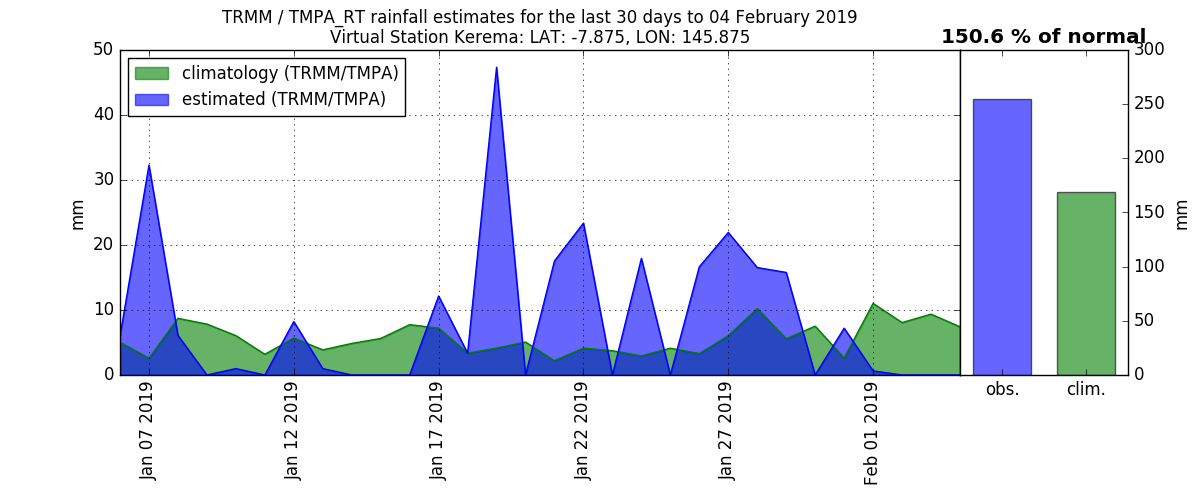 TRMM / TMPA_RT rainfall estimates for the last 30 days to 04 February 2019
Virtual Station Kerema: LAT: -7.875, LON: 145.875
150.6 % of normal
climatology (TRMM/TMPA)
estimated (TRMM/TMPA)
50
40
30
20
10
0
mm
Jan 07 2019
Jan 12 2019
Jan 17 2019
Jan 22 2019
Jan 27 2019
Feb 01 2019
300
250
200
150
100
50
0
mm
obs.
clim.